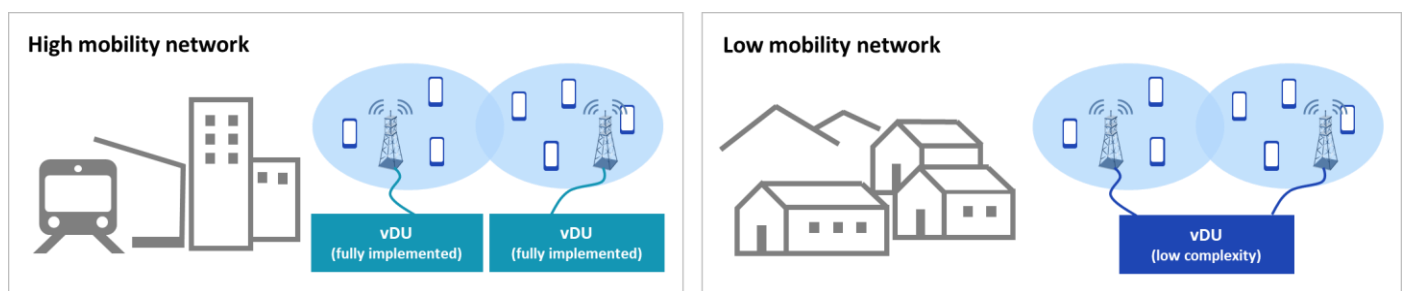 High mobility network
vDU
(fully implemented)
vDU
(fully implemented)
Low mobility network
vDU
(low complexity)